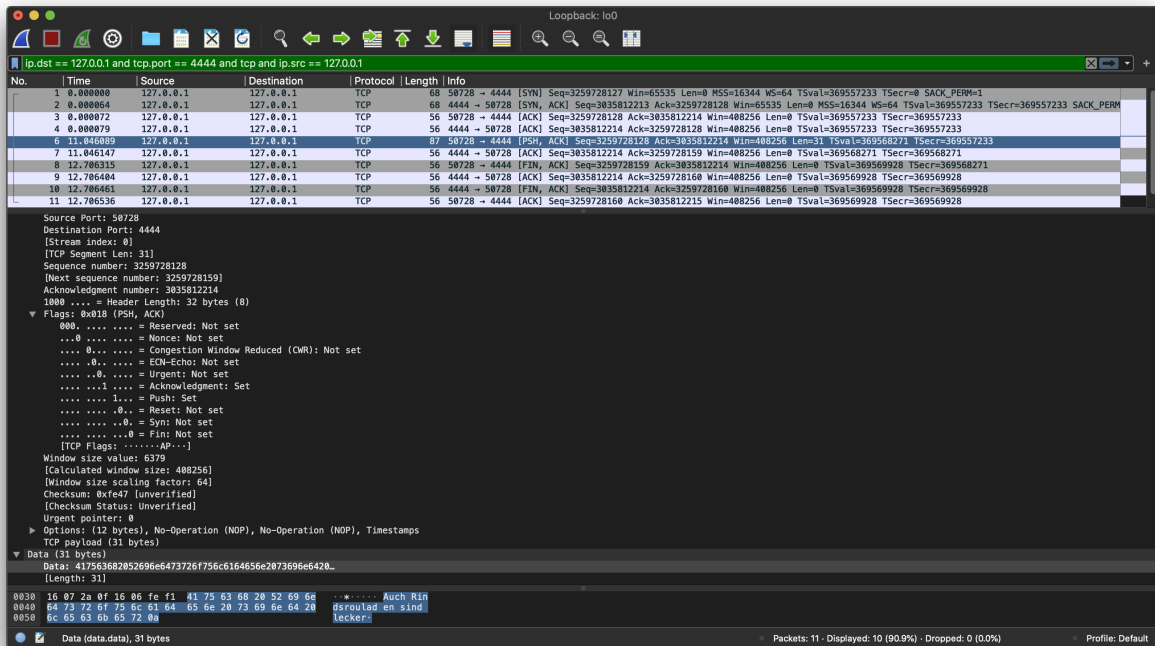 Loopback: lo0
ip.dst == 127.0.0.1 and tcp.port == 4444 and tcp and ip.src == 127.0.0.1
No. Time Source Destination Protocol Length Info
1 0.000000 127.0.0.1 127.0.0.1 TCP 68 50728 → 4444 [SYN] Seq=3259728127 Win=65535 Len=0 MSS=16344 WS=64 TSval=369557233 TSecr=0 SACK_PERM=1
2 0.000064 127.0.0.1 127.0.0.1 TCP 68 4444 → 50728 [SYN, ACK] Seq=3035812213 Ack=3259728128 Win=65535 Len=0 MSS=16344 WS=64 TSval=369557233 TSecr=369557233 SACK_PERM
3 0.000072 127.0.0.1 127.0.0.1 TCP 56 50728 → 4444 [ACK] Seq=3259728128 Ack=3035812214 Win=408256 Len=0 TSval=369557233 TSecr=369557233
4 0.000079 127.0.0.1 127.0.0.1 TCP 56 4444 → 50728 [ACK] Seq=3035812214 Ack=3259728128 Win=408256 Len=0 TSval=369557233 TSecr=369557233
6 11.046089 127.0.0.1 127.0.0.1 TCP 87 50728 → 4444 [PSH, ACK] Seq=3259728128 Ack=3035812214 Win=408256 Len=31 TSval=369568271 TSecr=369557233
7 11.046147 127.0.0.1 127.0.0.1 TCP 56 4444 → 50728 [ACK] Seq=3035812214 Ack=3259728159 Win=408256 Len=0 TSval=369568271 TSecr=369568271
8 12.706315 127.0.0.1 127.0.0.1 TCP 56 50728 → 4444 [FIN, ACK] Seq=3259728159 Ack=3035812214 Win=408256 Len=0 TSval=369569928 TSecr=369568271
9 12.706404 127.0.0.1 127.0.0.1 TCP 56 4444 → 50728 [ACK] Seq=3035812214 Ack=3259728160 Win=408256 Len=0 TSval=369569928 TSecr=369569928
10 12.706461 127.0.0.1 127.0.0.1 TCP 56 4444 → 50728 [FIN, ACK] Seq=3035812214 Ack=3259728160 Win=408256 Len=0 TSval=369569928 TSecr=369569928
11 12.706536 127.0.0.1 127.0.0.1 TCP 56 50728 → 4444 [ACK] Seq=3259728160 Ack=3035812215 Win=408256 Len=0 TSval=369569928 TSecr=369569928
Source Port: 50728
Destination Port: 4444
[Stream index: 0]
[TCP Segment Len: 31]
Sequence number: 3259728128
[Next sequence number: 3259728159]
Acknowledgment number: 3035812214
1000 .... = Header Length: 32 bytes (8)
Flags: 0x018 (PSH, ACK)
000. .... .... = Reserved: Not set
...0 .... .... = Nonce: Not set
.... 0... .... = Congestion Window Reduced (CWR): Not set
.... .0.. .... = ECN-Echo: Not set
.... ..0. .... = Urgent: Not set
.... ...1 .... = Acknowledgment: Set
.... .... 1... = Push: Set
.... .... .0.. = Reset: Not set
.... .... ..0. = Syn: Not set
.... .... ...0 = Fin: Not set
[TCP Flags: ·······AP···]
Window size value: 6379
[Calculated window size: 408256]
[Window size scaling factor: 64]
Checksum: 0xfe47 [unverified]
[Checksum Status: Unverified]
Urgent pointer: 0
Options: (12 bytes), No-Operation (NOP), No-Operation (NOP), Timestamps
TCP payload (31 bytes)
Data (31 bytes)
Data: 417563682052696e6473726f756c6164656e2073696e6420…
[Length: 31]
0030 16 07 2a 0f 16 06 fe f1 41 75 63 68 20 52 69 6e ··*····· Auch Rin
0040 64 73 72 6f 75 6c 61 64 65 6e 20 73 69 6e 64 20 dsroulad en sind
0050 6c 65 63 6b 65 72 0a lecker·
Data (data.data), 31 bytes
Packets: 11 · Displayed: 10 (90.9%) · Dropped: 0 (0.0%)
Profile: Default